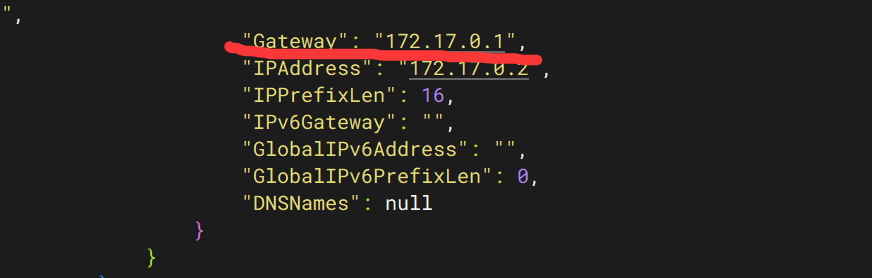 ",
"Gateway": "172.17.0.1",
"IPAddress": "172.17.0.2",
"IPPrefixLen": 16,
"IPv6Gateway": "",
"GlobalIPv6Address": "",
"GlobalIPv6PrefixLen": 0,
"DNSNames": null
}
}